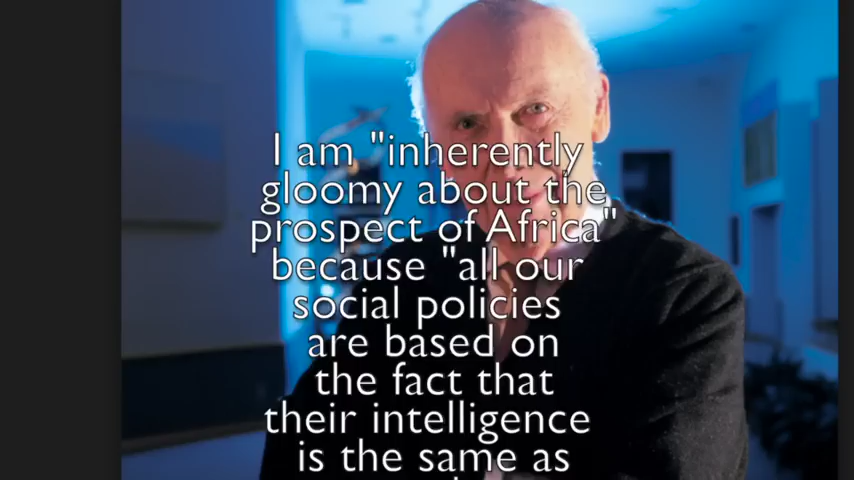 I am "inherently
gloomy about the
prospect of Africa"
because "all our
social policies
are based on
the fact that
their intelligence
is the same as